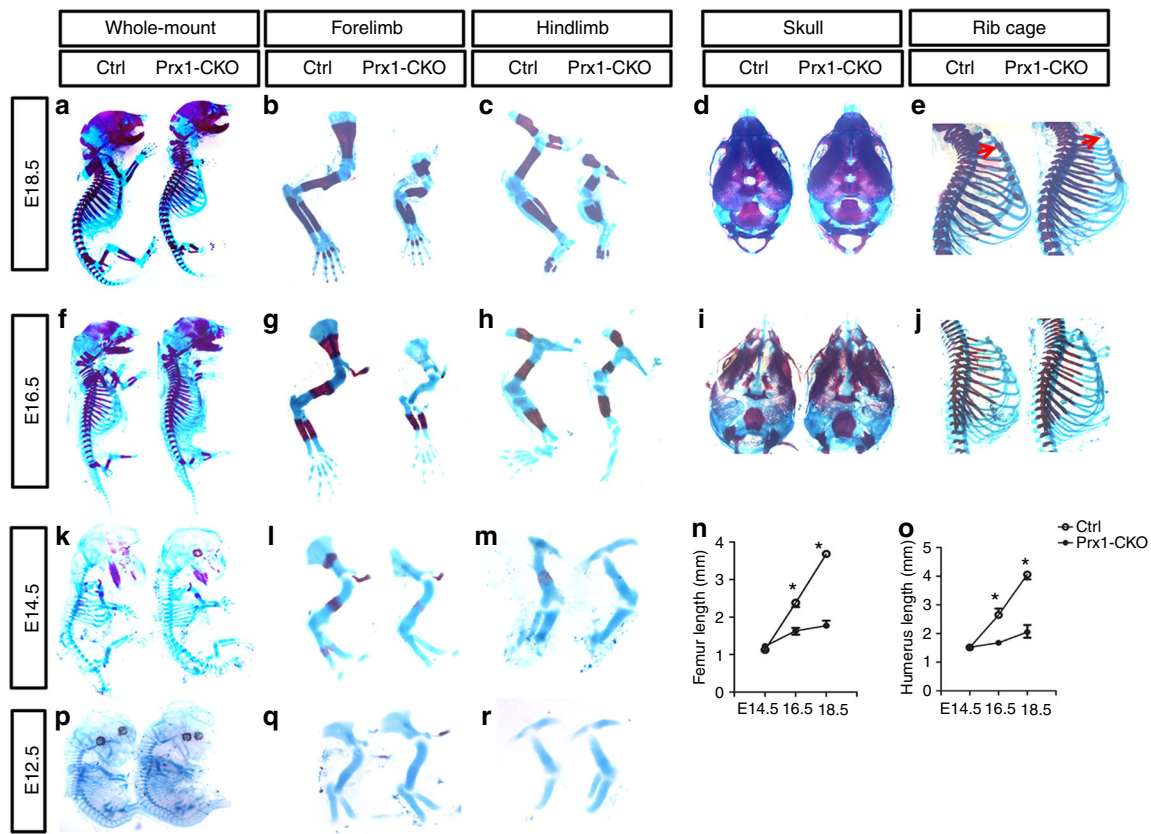 Whole-mount Forelimb Hindlimb Skull Rib cage
Ctrl Prx1-CKO Ctrl Prx1-CKO Ctrl Prx1-CKO Ctrl Prx1-CKO Ctrl Prx1-CKO
E18.5
a b c d e
E16.5
f g h i j
E14.5
k l m n o
Ctrl
Prx1-CKO
Femur length (mm)
4
3
2
1
0
*
*
E14.5 16.5 18.5
Humerus length (mm)
5
4
3
2
1
0
*
*
E14.5 16.5 18.5
E12.5
p q r